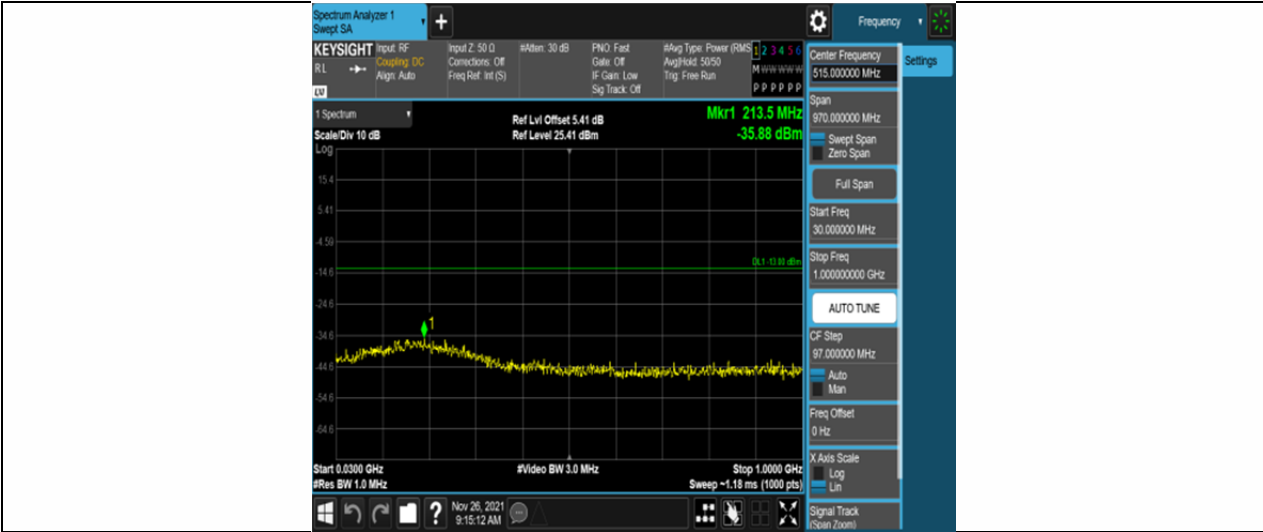 Spectrum Analyzer 1
Swept SA
+
Frequency
KEYSIGHT
RL
LV
Input: RF
Coupling: DC
Align: Auto
Input Z: 50 Ω
Corrections: Off
Freq Ref: Int (S)
#Atten: 30 dB
PNO: Fast
Gate: Off
IF Gain: Low
Sig Track: Off
#Avg Type: Power (RMS
Avg|Hold: 50/50
Trig: Free Run
1 2 3 4 5 6
M W W W W W
P P P P P P
1 Spectrum
Scale/Div 10 dB
Log
Ref Lvl Offset 5.41 dB
Ref Level 25.41 dBm
Mkr1 213.5 MHz
-35.88 dBm
15.4
5.41
-4.59
-14.6
-24.6
-34.6
-44.6
-54.6
-64.6
DL1 -13.00 dBm
1
Start 0.0300 GHz
#Res BW 1.0 MHz
#Video BW 3.0 MHz
Stop 1.0000 GHz
Sweep ~1.18 ms (1000 pts)
?
Nov 26, 2021
9:15:12 AM
Center Frequency
515.000000 MHz
Settings
Span
970.000000 MHz
Swept Span
Zero Span
Full Span
Start Freq
30.000000 MHz
Stop Freq
1.000000000 GHz
AUTO TUNE
CF Step
97.000000 MHz
Auto
Man
Freq Offset
0 Hz
X Axis Scale
Log
Lin
Signal Track
(Span Zoom)